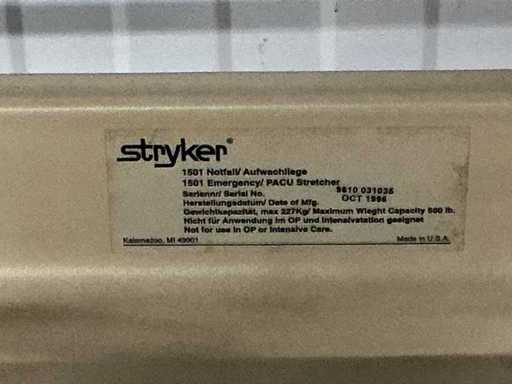 stryker®
1501 Notfall/ Aufwachliege
1501 Emergency/ PACU Stretcher
Seriennr/ Serial No. 9610 031035
Herstellungsdatum/ Date of Mfg. OCT 1996
Gewichtkapazität, max 227Kg/ Maximum Wieght Capacity 500 lb.
Nicht für Anwendung im OP und Intensivstation geeignet
Not for use in OP or Intensive Care.
Kalamazoo, MI 49001 Made in U.S.A.